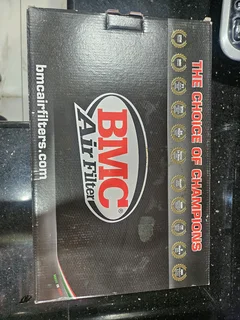 THE CHOICE OF CHAMPIONS
BMC®
Air Filter
bmcairfilters.com